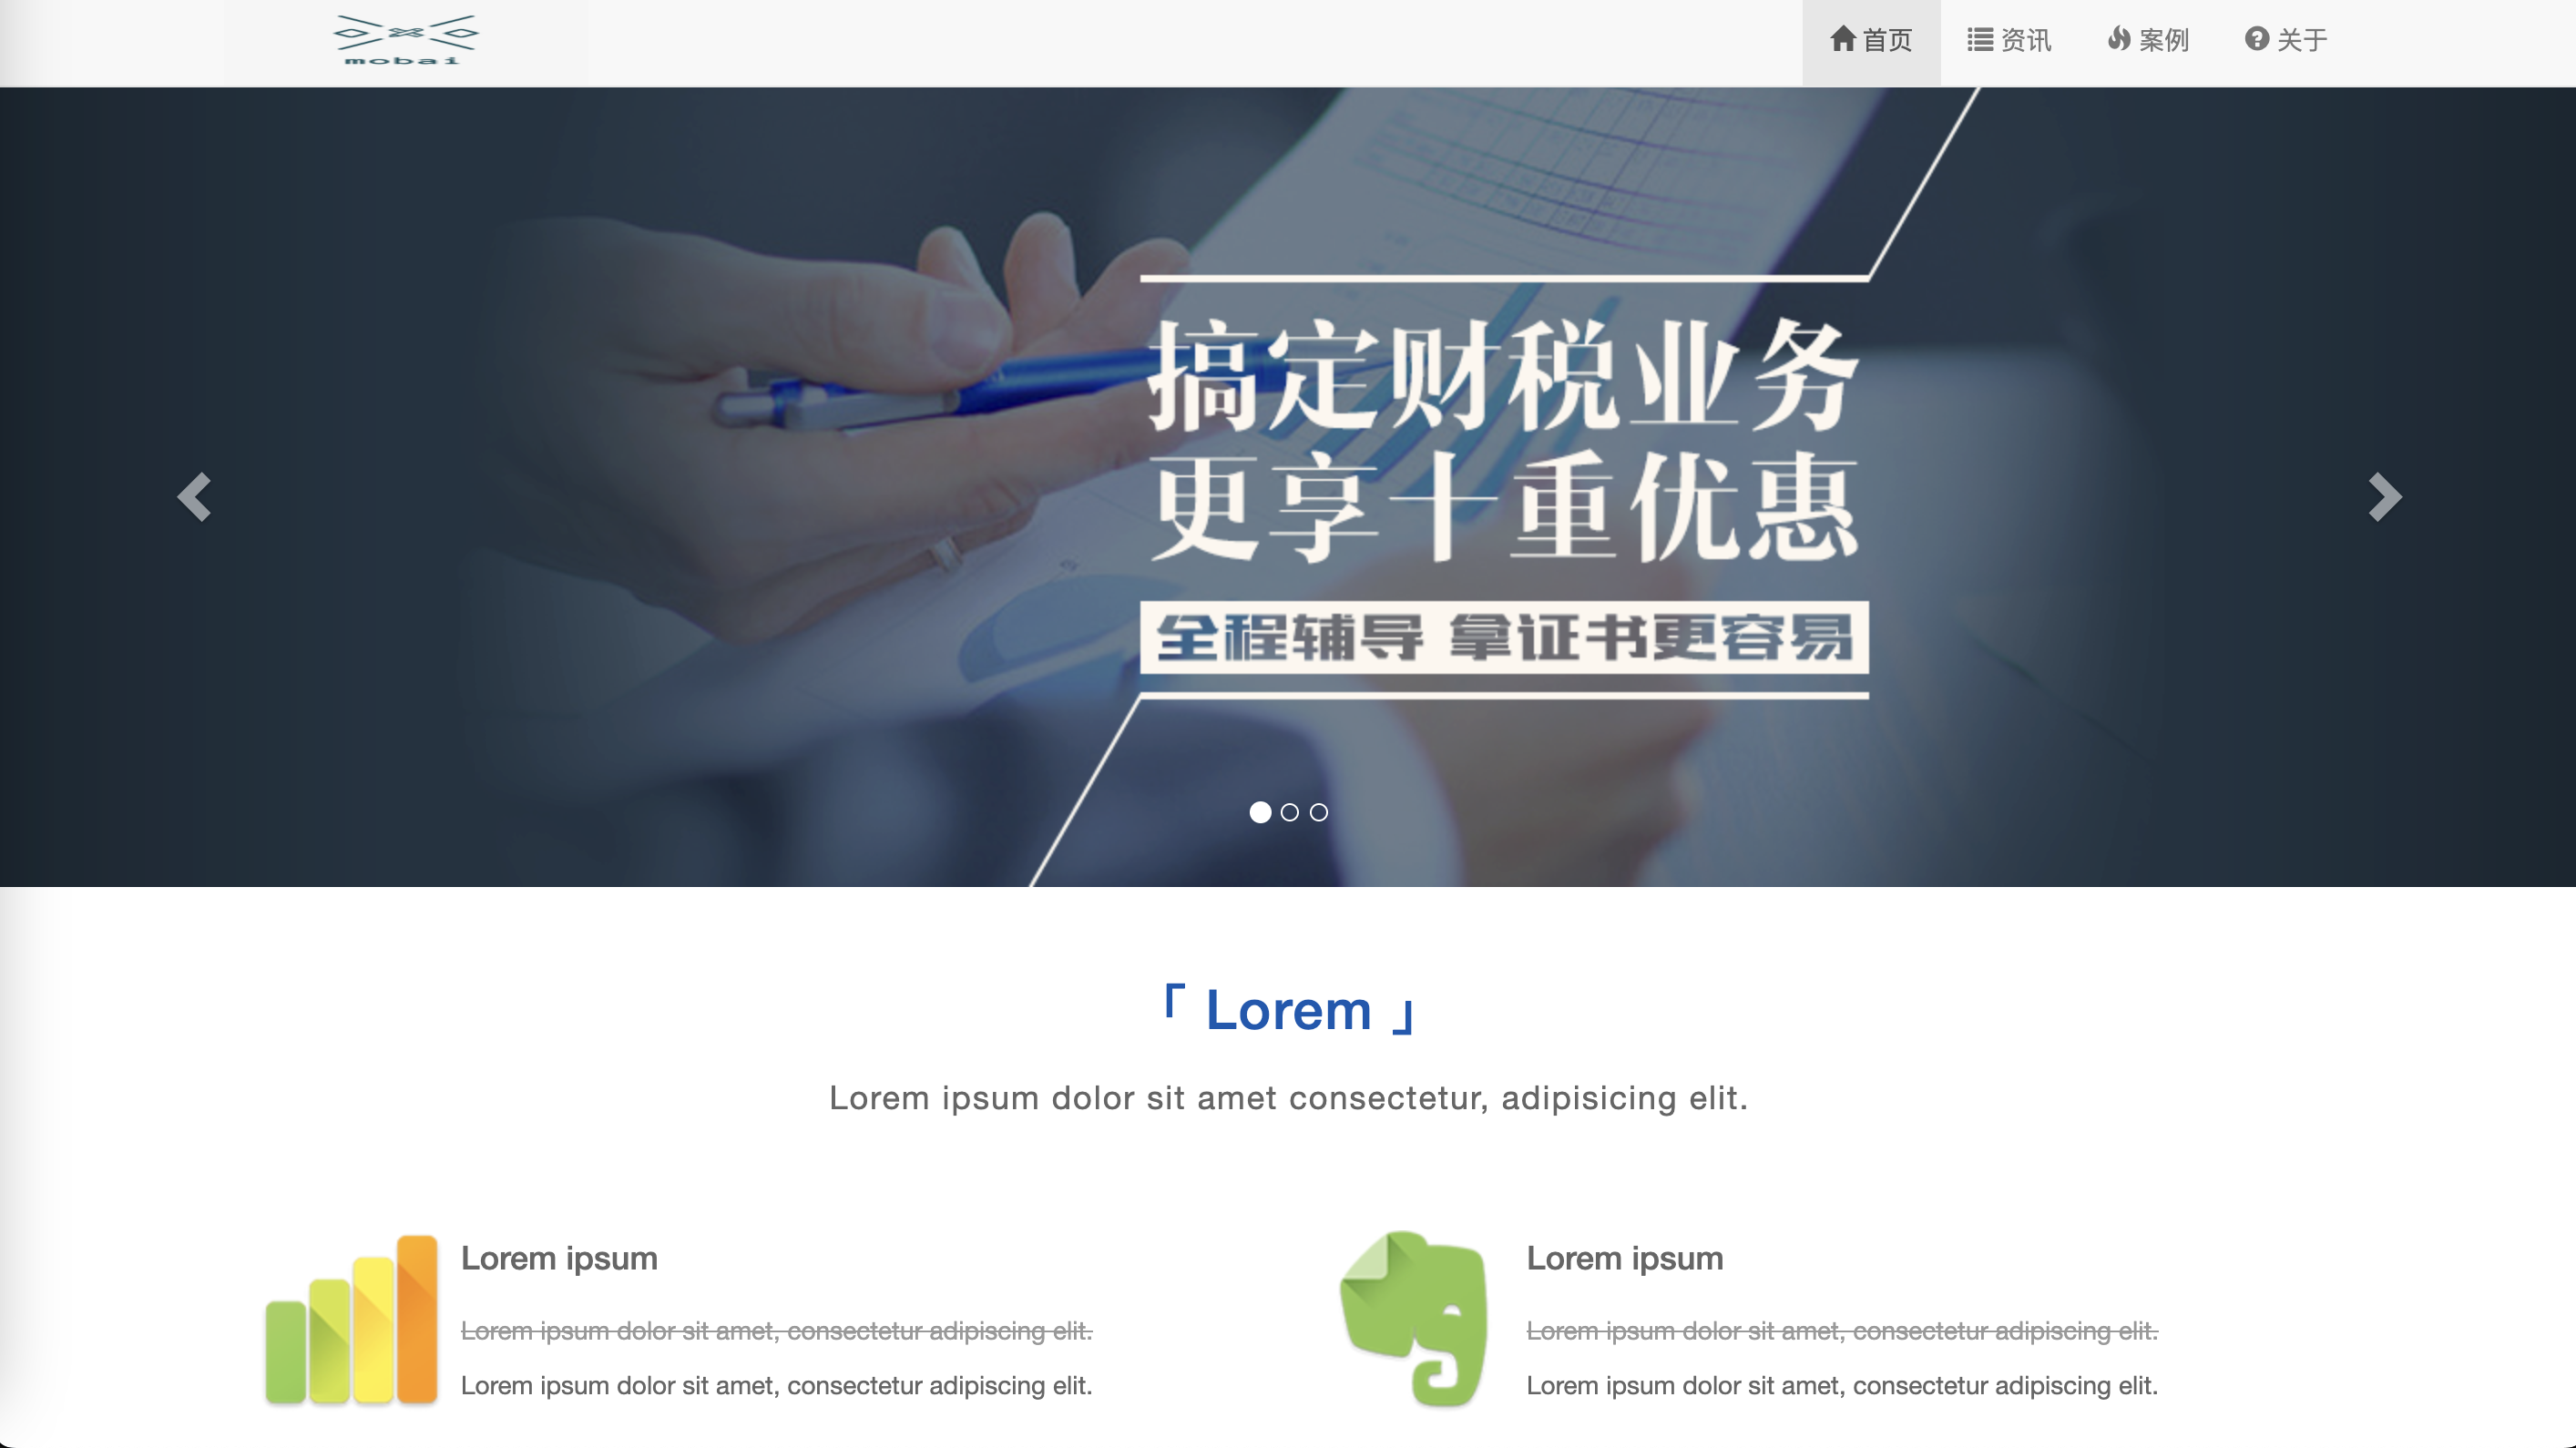 mobai
首页 资讯 案例 关于
搞定财税业务
更享十重优惠
全程辅导 拿证书更容易
「 Lorem 」
Lorem ipsum dolor sit amet consectetur, adipisicing elit.
Lorem ipsum
Lorem ipsum dolor sit amet, consectetur adipiscing elit.
Lorem ipsum dolor sit amet, consectetur adipiscing elit.
Lorem ipsum
Lorem ipsum dolor sit amet, consectetur adipiscing elit.
Lorem ipsum dolor sit amet, consectetur adipiscing elit.